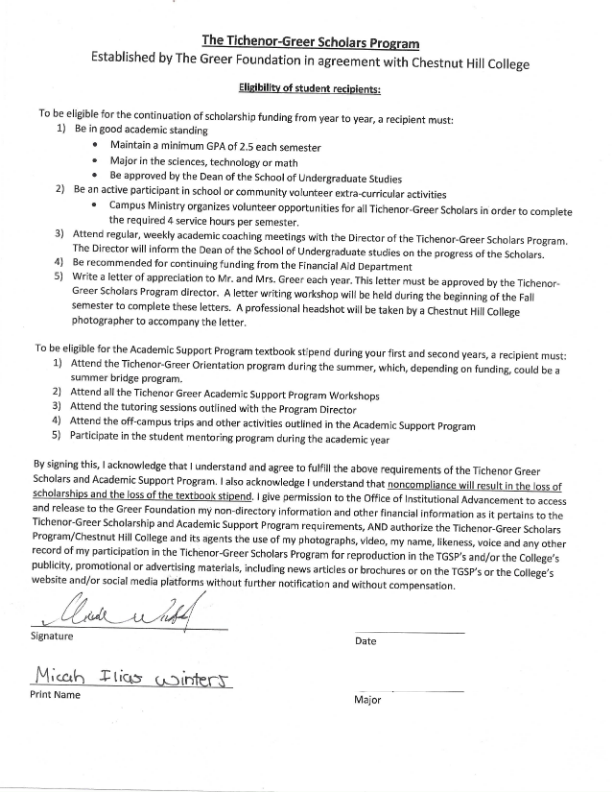 The Tichenor-Greer Scholars Program
Established by The Greer Foundation in agreement with Chestnut Hill College
Eligibility of student recipients:
To be eligible for the continuation of scholarship funding from year to year, a recipient must:
1) Be in good academic standing
• Maintain a minimum GPA of 2.5 each semester
• Major in the sciences, technology or math
• Be approved by the Dean of the School of Undergraduate Studies
2) Be an active participant in school or community volunteer extra-curricular activities
• Campus Ministry organizes volunteer opportunities for all Tichenor-Greer Scholars in order to complete
the required 4 service hours per semester.
3) Attend regular, weekly academic coaching meetings with the Director of the Tichenor-Greer Scholars Program.
The Director will inform the Dean of the School of Undergraduate studies on the progress of the Scholars.
4) Be recommended for continuing funding from the Financial Aid Department
5) Write a letter of appreciation to Mr. and Mrs. Greer each year. This letter must be approved by the Tichenor-
Greer Scholars Program director. A letter writing workshop will be held during the beginning of the Fall
semester to complete these letters. A professional headshot will be taken by a Chestnut Hill College
photographer to accompany the letter.
To be eligible for the Academic Support Program textbook stipend during your first and second years, a recipient must:
1) Attend the Tichenor-Greer Orientation program during the summer, which, depending on funding, could be a
summer bridge program.
2) Attend all the Tichenor Greer Academic Support Program Workshops
3) Attend the tutoring sessions outlined with the Program Director
4) Attend the off-campus trips and other activities outlined in the Academic Support Program
5) Participate in the student mentoring program during the academic year
By signing this, I acknowledge that I understand and agree to fulfill the above requirements of the Tichenor Greer
Scholars and Academic Support Program. I also acknowledge I understand that noncompliance will result in the loss of
scholarships and the loss of the textbook stipend. I give permission to the Office of Institutional Advancement to access
and release to the Greer Foundation my non-directory information and other financial information as it pertains to the
Tichenor-Greer Scholarship and Academic Support Program requirements, AND authorize the Tichenor-Greer Scholars
Program/Chestnut Hill College and its agents the use of my photographs, video, my name, likeness, voice and any other
record of my participation in the Tichenor-Greer Scholars Program for reproduction in the TGSP's and/or the College's
publicity, promotional or advertising materials, including news articles or brochures or on the TGSP's or the College's
website and/or social media platforms without further notification and without compensation.
Signature
Date
Micah Ilias Winters
Print Name
Major